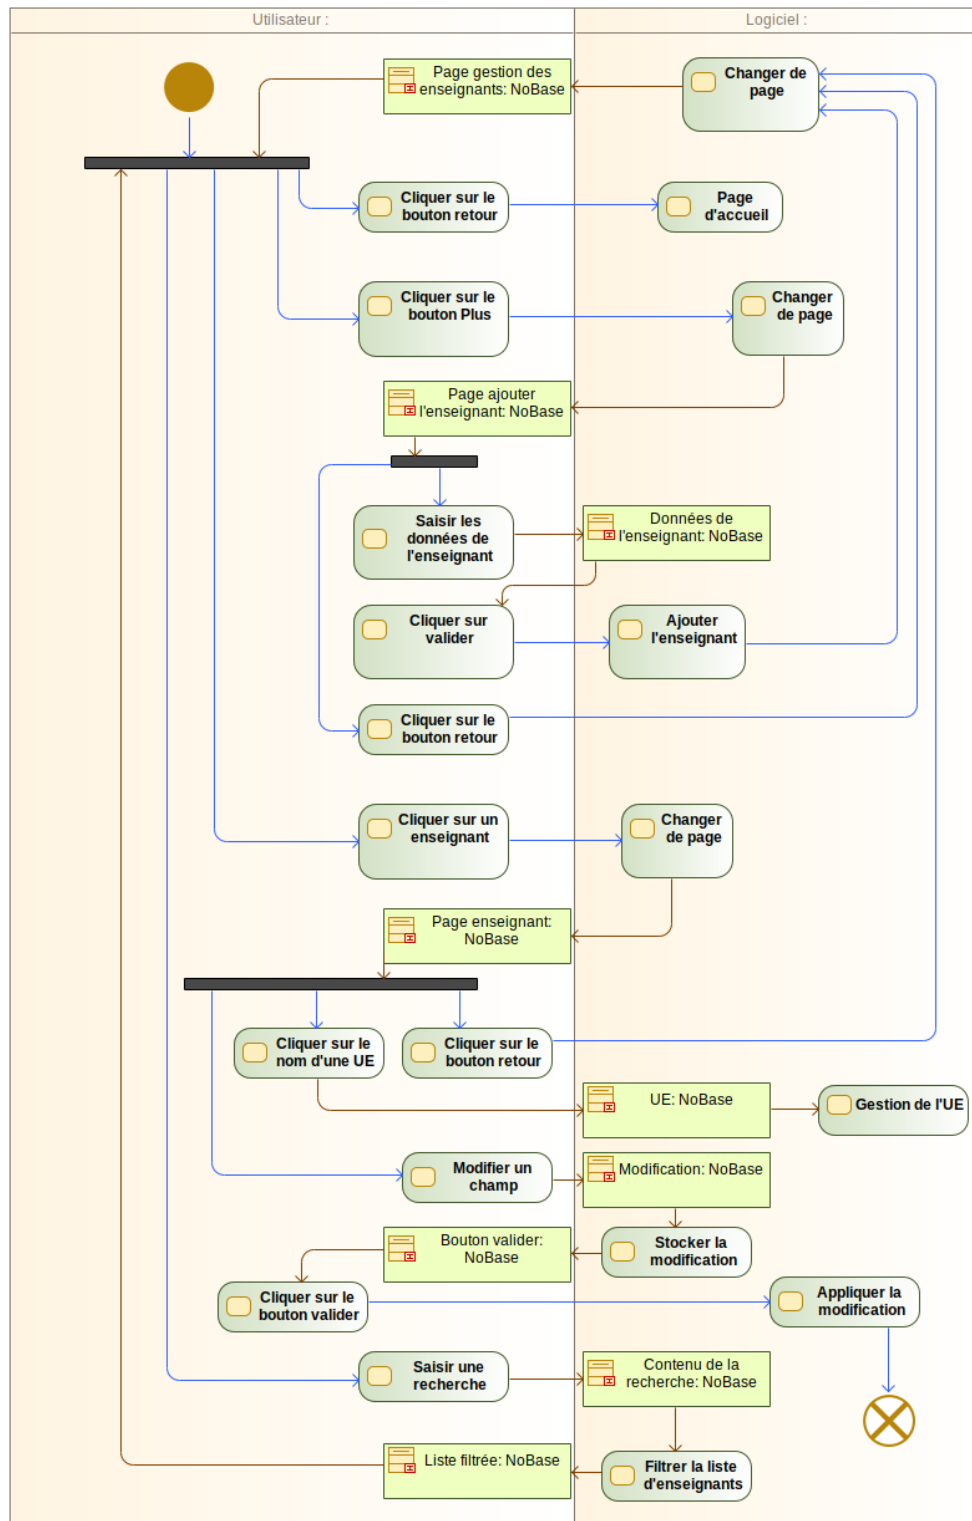 Utilisateur :
Logiciel :
Page gestion des
enseignants: NoBase
Changer de
page
Cliquer sur le
bouton retour
Page
d'accueil
Cliquer sur le
bouton Plus
Changer
de page
Page ajouter
l'enseignant: NoBase
Saisir les
données de
l'enseignant
Données de
l'enseignant: NoBase
Cliquer sur
valider
Ajouter
l'enseignant
Cliquer sur le
bouton retour
Cliquer sur un
enseignant
Changer
de page
Page enseignant:
NoBase
Cliquer sur le
nom d'une UE
Cliquer sur le
bouton retour
UE: NoBase
Gestion de l'UE
Modifier un
champ
Modification: NoBase
Bouton valider:
NoBase
Stocker la
modification
Cliquer sur le
bouton valider
Appliquer la
modification
Saisir une
recherche
Contenu de la
recherche: NoBase
Liste filtrée: NoBase
Filtrer la liste
d'enseignants